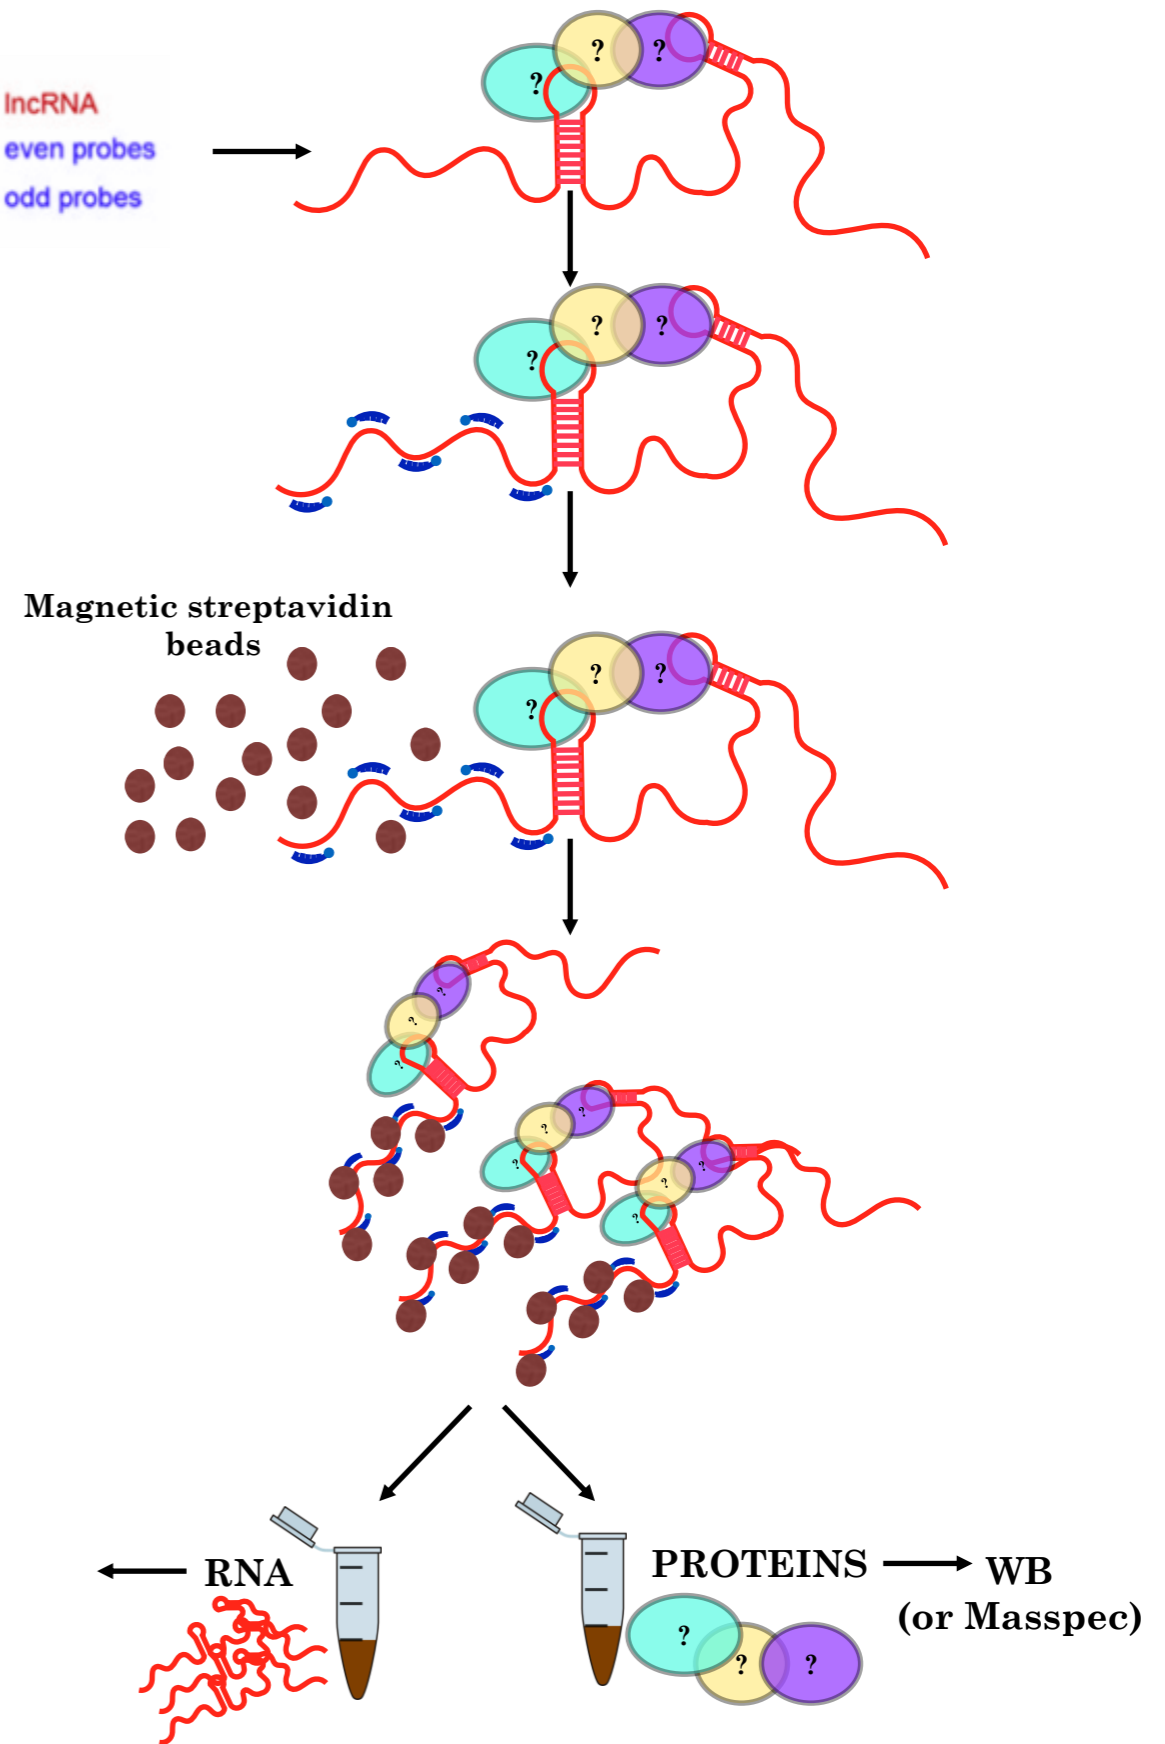 ? ? ?
lncRNA
even probes
odd probes
? ? ?
Magnetic streptavidin
beads
? ? ?
?
?
?
? ? ?
? ? ?
RNA
PROTEINS
WB
(or Masspec)
? ? ?